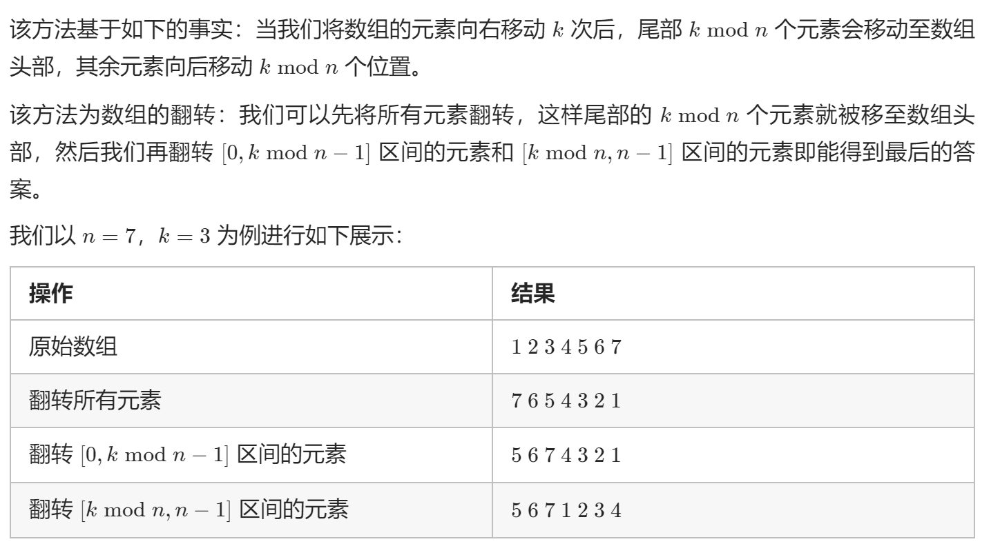 该方法基于如下的事实：当我们将数组的元素向右移动 k 次后，尾部 k mod n 个元素会移动至数组
头部，其余元素向后移动 k mod n 个位置。
该方法为数组的翻转：我们可以先将所有元素翻转，这样尾部的 k mod n 个元素就被移至数组头
部，然后我们再翻转 [0, k mod n − 1] 区间的元素和 [k mod n, n − 1] 区间的元素即能得到最后的答
案。
我们以 n = 7，k = 3 为例进行如下展示：
操作 结果
原始数组 1 2 3 4 5 6 7
翻转所有元素 7 6 5 4 3 2 1
翻转 [0, k mod n − 1] 区间的元素 5 6 7 4 3 2 1
翻转 [k mod n, n − 1] 区间的元素 5 6 7 1 2 3 4